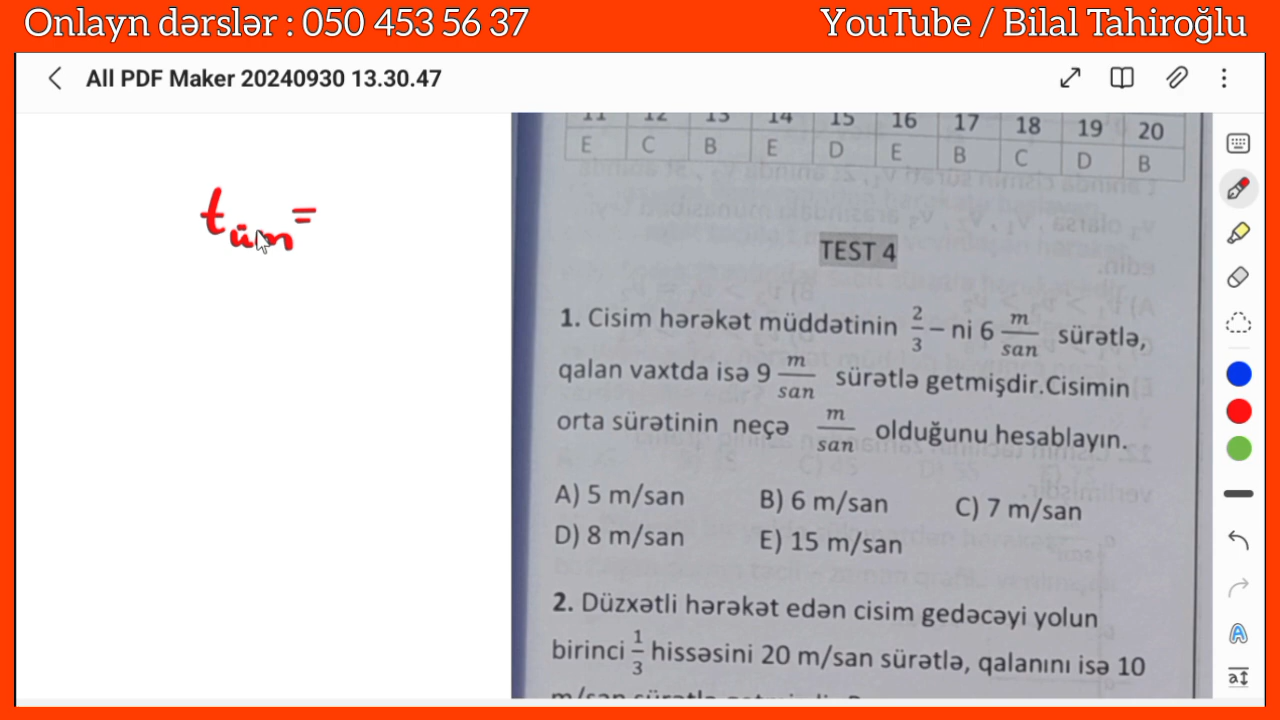 Onlayn dərslər : 050 453 56 37
YouTube / Bilal Tahiroğlu
All PDF Maker 20240930 13.30.47
t üm =
11 12 13 14 15 16 17 18 19 20
E C B E D E B C D B
TEST 4
1. Cisim hərəkət müddətinin 2/3 – ni 6 m/san sürətlə,
qalan vaxtda isə 9 m/san sürətlə getmişdir.Cisimin
orta sürətinin neçə m/san olduğunu hesablayın.
A) 5 m/san B) 6 m/san C) 7 m/san
D) 8 m/san E) 15 m/san
2. Düzxətli hərəkət edən cisim gedəcəyi yolun
birinci 1/3 hissəsini 20 m/san sürətlə, qalanını isə 10